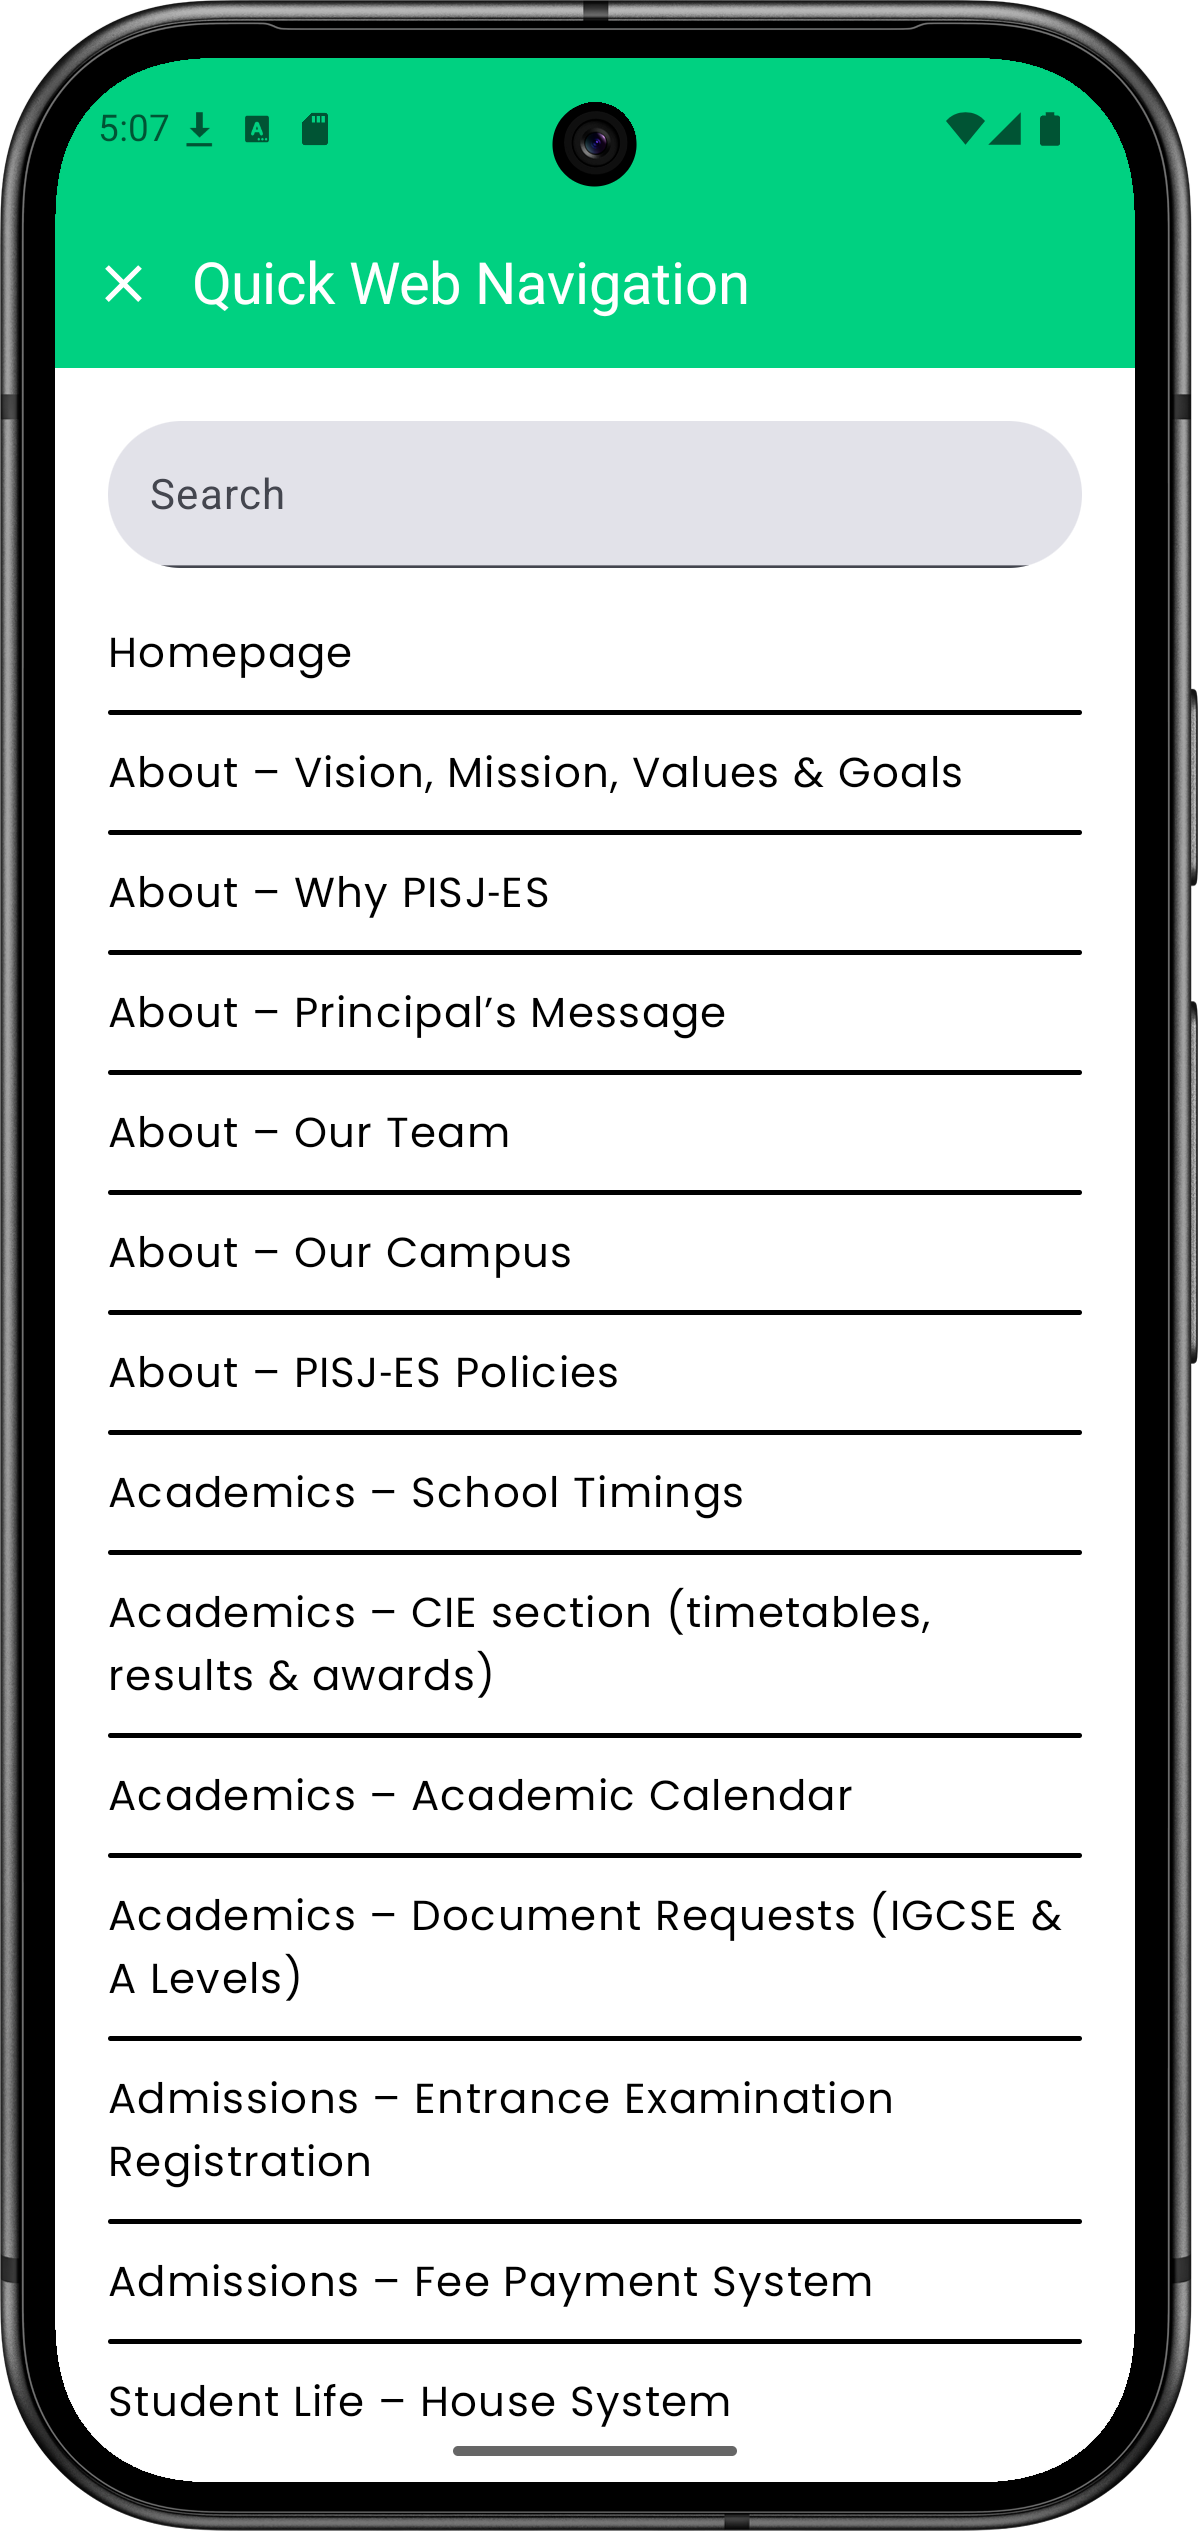 5:07
Quick Web Navigation
Search
Homepage
About – Vision, Mission, Values & Goals
About – Why PISJ-ES
About – Principal’s Message
About – Our Team
About – Our Campus
About – PISJ-ES Policies
Academics – School Timings
Academics – CIE section (timetables,
results & awards)
Academics – Academic Calendar
Academics – Document Requests (IGCSE &
A Levels)
Admissions – Entrance Examination
Registration
Admissions – Fee Payment System
Student Life – House System